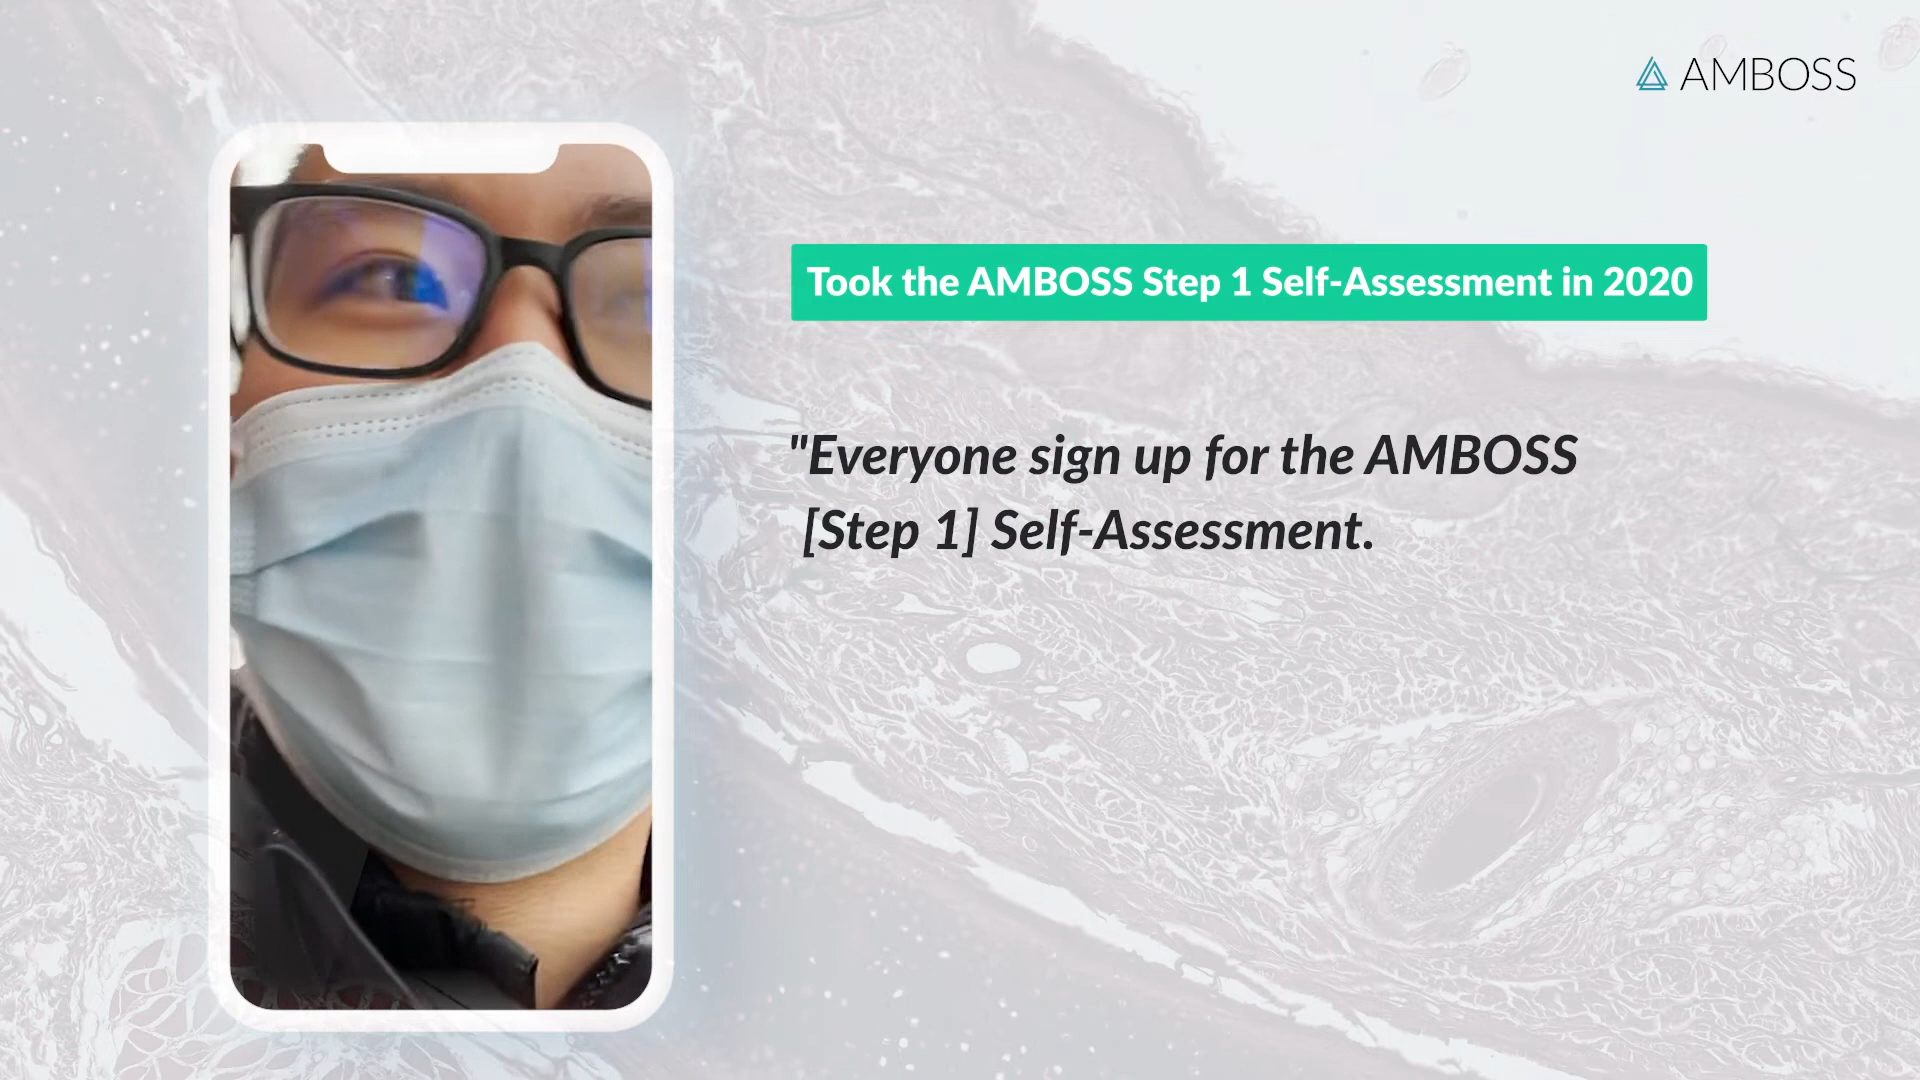 AMBOSS
Took the AMBOSS Step 1 Self-Assessment in 2020
"Everyone sign up for the AMBOSS
[Step 1] Self-Assessment.